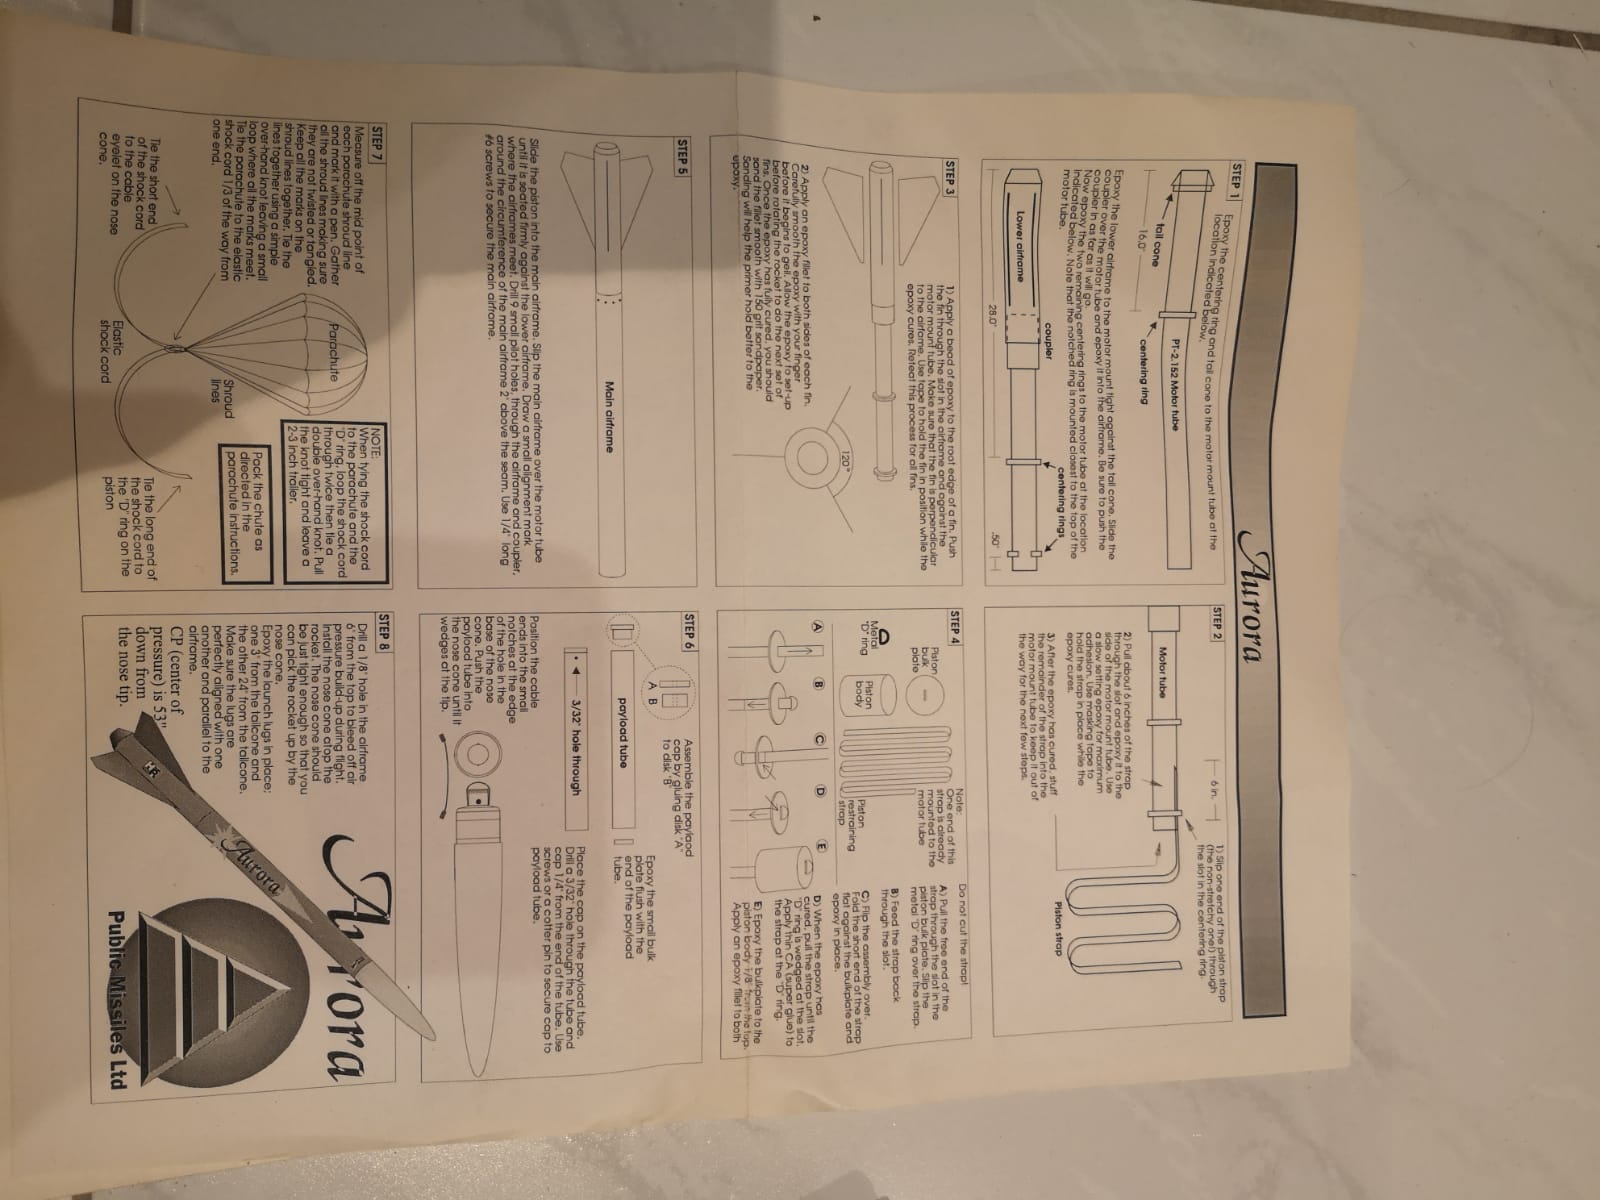 Aurora
STEP 1
Epoxy the centering ring and tail cone to the motor mount tube at the
location indicated below.
tail cone
16.0"
centering ring
PT-2.152 Motor tube
Epoxy the lower airframe to the motor mount tight against the tail cone. Slide the
coupler over the motor tube and epoxy it into the airframe. Be sure to push the
coupler in as far as it will go.
Now epoxy the two remaining centering rings to the motor tube at the location
indicated below. Note that the notched ring is mounted closest to the top of the
motor tube.
coupler
centering rings
Lower airframe
28.0"
.50"
STEP 2
6 in.
1) Slip one end of the piston strap
(the non-stretchy one!) through
the slot in the centering ring.
Motor tube
Piston strap
2) Pull about 6 inches of the strap
through the slot and epoxy it to the
side of the motor mount tube. Use
a slow setting epoxy for maximum
adhesion. Use masking tape to
hold the strap in place while the
epoxy cures.
3) After the epoxy has cured, stuff
the remainder of the strap into the
motor mount tube to keep it out of
the way for the next few steps.
STEP 3
1) Apply a bead of epoxy to the root edge of a fin. Push
the fin through the slot in the airframe and against the
motor mount tube. Make sure that the fin is perpendicular
to the airframe. Use tape to hold the fin in position while the
epoxy cures. Repeat this process for all fins.
120°
2) Apply an epoxy fillet to both sides of each fin.
Carefully smooth the epoxy with your finger
before it begins to gell. Allow the epoxy to set-up
before rotating the rocket to do the next set of
fins. Once the epoxy has fully cured, you should
sand the fillet smooth with 150 grit sandpaper.
Sanding will help the primer hold better to the
epoxy.
STEP 4
Note:
One end of this
strap is already
mounted to the
motor tube
Metal
"D" ring
Piston
bulk
plate
Piston
body
Piston
restraining
strap
A
B
C
D
E
Do not cut the strap!
A) Pull the free end of the
strap through the slot in the
piston bulk plate. Slip the
metal "D" ring over the strap.
B) Feed the strap back
through the slot.
C) Flip the assembly over.
Fold the short end of the strap
flat against the bulkplate and
epoxy in place.
D) When the epoxy has
cured, pull the strap until the
"D" ring is wedged at the slot.
Apply thin CA (super glue) to
the strap at the "D" ring.
E) Epoxy the bulkplate to the
piston body 1/8" from the top.
Apply an epoxy fillet to both
STEP 5
Main airframe
Slide the piston into the main airframe. Slip the main airframe over the motor tube
until it is seated firmly against the lower airframe. Draw a small alignment mark
where the airframes meet. Drill 9 small pilot holes, through the airframe and coupler,
around the circumference of the main airframe 2" above the seam. Use 1/4" long
#6 screws to secure the main airframe.
STEP 6
A B
Assemble the paylaod
cap by gluing disk "A"
to disk "B"
payload tube
Epoxy the small bulk
plate flush with the
end of the payload
tube.
3/32" hole through
Place the cap on the payload tube.
Drill a 3/32" hole through the tube and
cap 1/4" from the end of the tube. Use
screws or a cotter pin to secure cap to
payload tube.
Position the cable
ends into the small
notches at the edge
of the hole in the
base of the nose
cone. Push the
payload tube into
the nose cone until it
wedges at the tip.
STEP 7
Measure off the mid point of
each parachute shroud line
and mark it with a pen. Gather
all the shroud lines making sure
they are not twisted or tangled.
Keep all the marks on the
shroud lines together. Tie the
lines together using a simple
over-hand knot leaving a small
loop where all the marks meet.
Tie the parachute to the elastic
shock cord 1/3 of the way from
one end.
Parachute
Shroud
lines
Elastic
shock cord
Tie the short end
of the shock cord
to the cable
eyelet on the nose
cone.
NOTE:
When tying the shock cord
to the parachute and the
"D" ring, loop the shock cord
through twice then tie a
double over-hand knot. Pull
the knot tight and leave a
2-3 inch trailer.
Pack the chute as
directed in the
parachute instructions.
Tie the long end of
the shock cord to
the "D" ring on the
piston
STEP 8
Drill a 1/8" hole in the airframe
6" from the top to bleed off air
pressure build-up during flight.
Install the nose cone atop the
rocket. The nose cone should
be just tight enough so that you
can pick the rocket up by the
nose cone.
Epoxy the launch lugs in place;
one 3" from the tailcone and
the other 24" from the tailcone.
Make sure the lugs are
perfectly aligned with one
another and parallel to the
airframe.
CP (center of
pressure) is 53"
down from
the nose tip.
Aurora
Aurora
Public Missiles Ltd